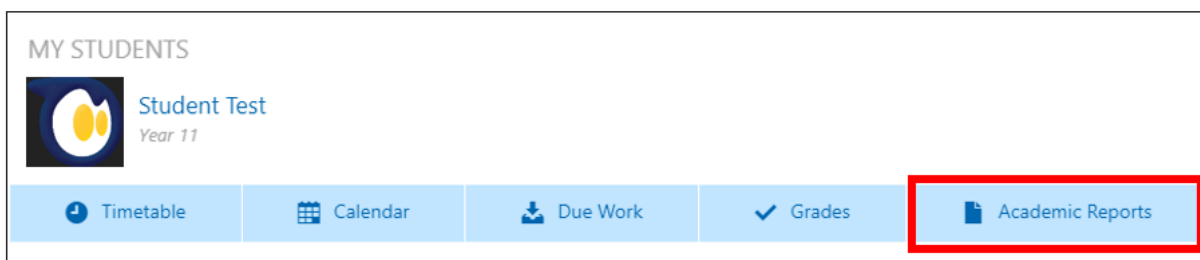 MY STUDENTS
Student Test
Year 11
Timetable Calendar Due Work Grades Academic Reports